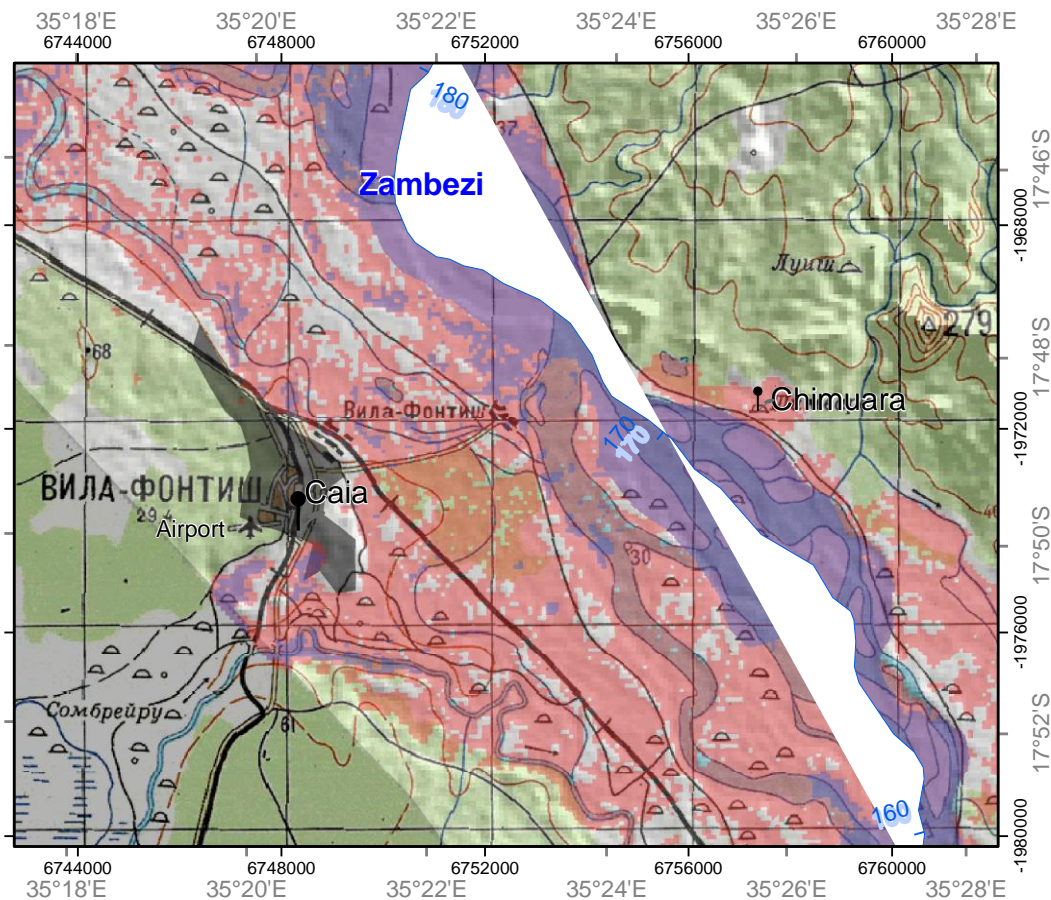 35°18'E 35°20'E 35°22'E 35°24'E 35°26'E 35°28'E
6744000 6748000 6752000 6756000 6760000
180
37
17°46'S
Zambezi
-1968000
Луиш
279
68
17°48'S
Вила-Фонтиш
Chimuara
170
-1972000
ВИЛА-ФОНТИШ
Caia
29
Airport
17°50'S
30
-1976000
Сомбрейру
61
17°52'S
160
-1980000
6744000 6748000 6752000 6756000 6760000
35°18'E 35°20'E 35°22'E 35°24'E 35°26'E 35°28'E